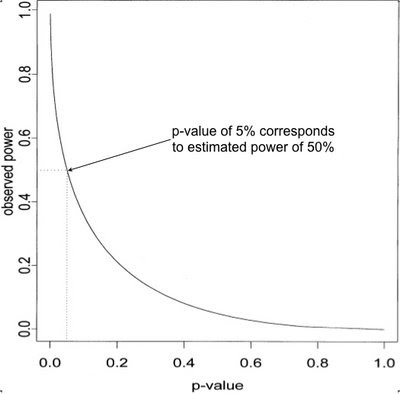 1.0
0.8
p-value of 5% corresponds
to estimated power of 50%
0.6
observed power
0.4
0.2
0.0
0.0 0.2 0.4 0.6 0.8 1.0
p-value